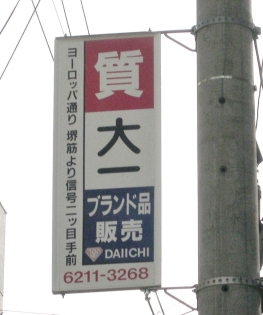 質
大一
ブランド品
販売
DAIICHI
ヨーロッパ通り 堺筋より信号二ッ目手前
6211-3268